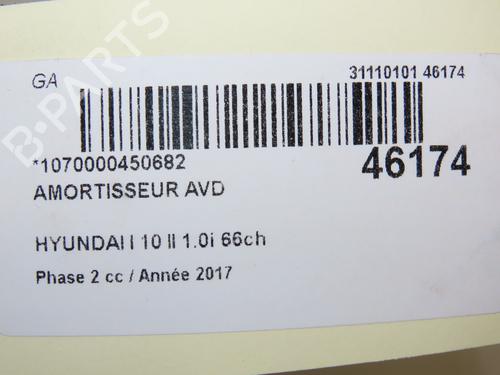 GA
31110101 46174
*1070000450682
46174
AMORTISSEUR AVD
HYUNDAI I 10 II 1.0i 66ch
Phase 2 cc / Année 2017
B-PARTS